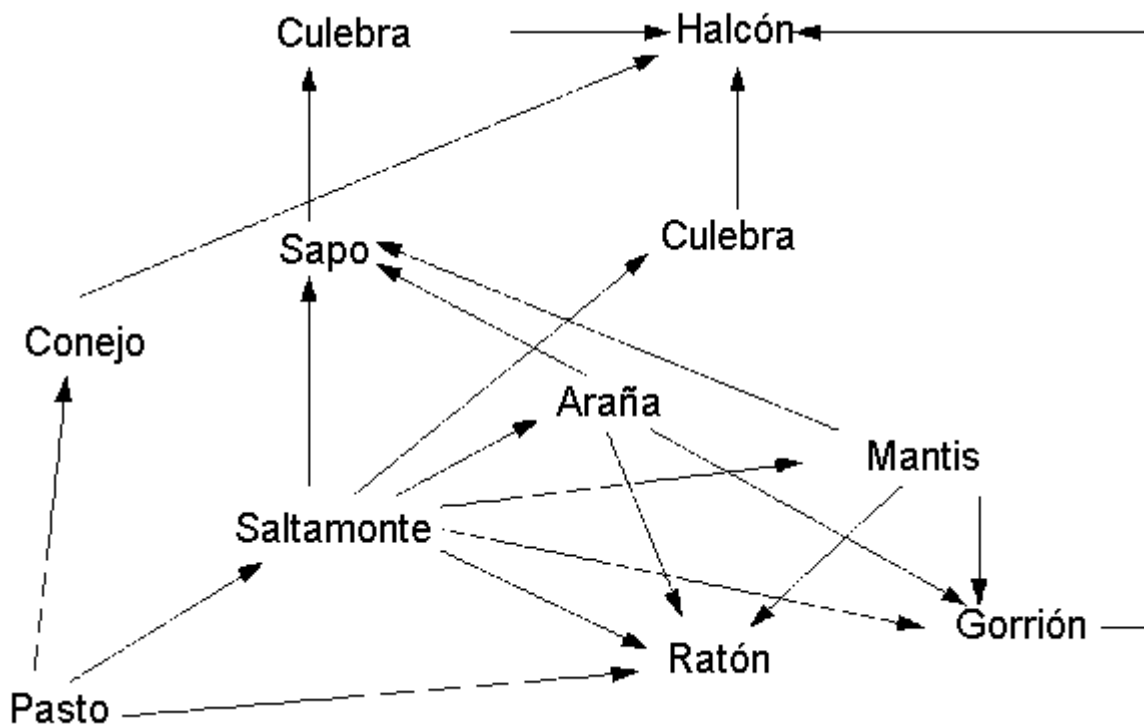 Culebra
Halcón
Sapo
Culebra
Conejo
Araña
Mantis
Saltamonte
Gorrión
Ratón
Pasto